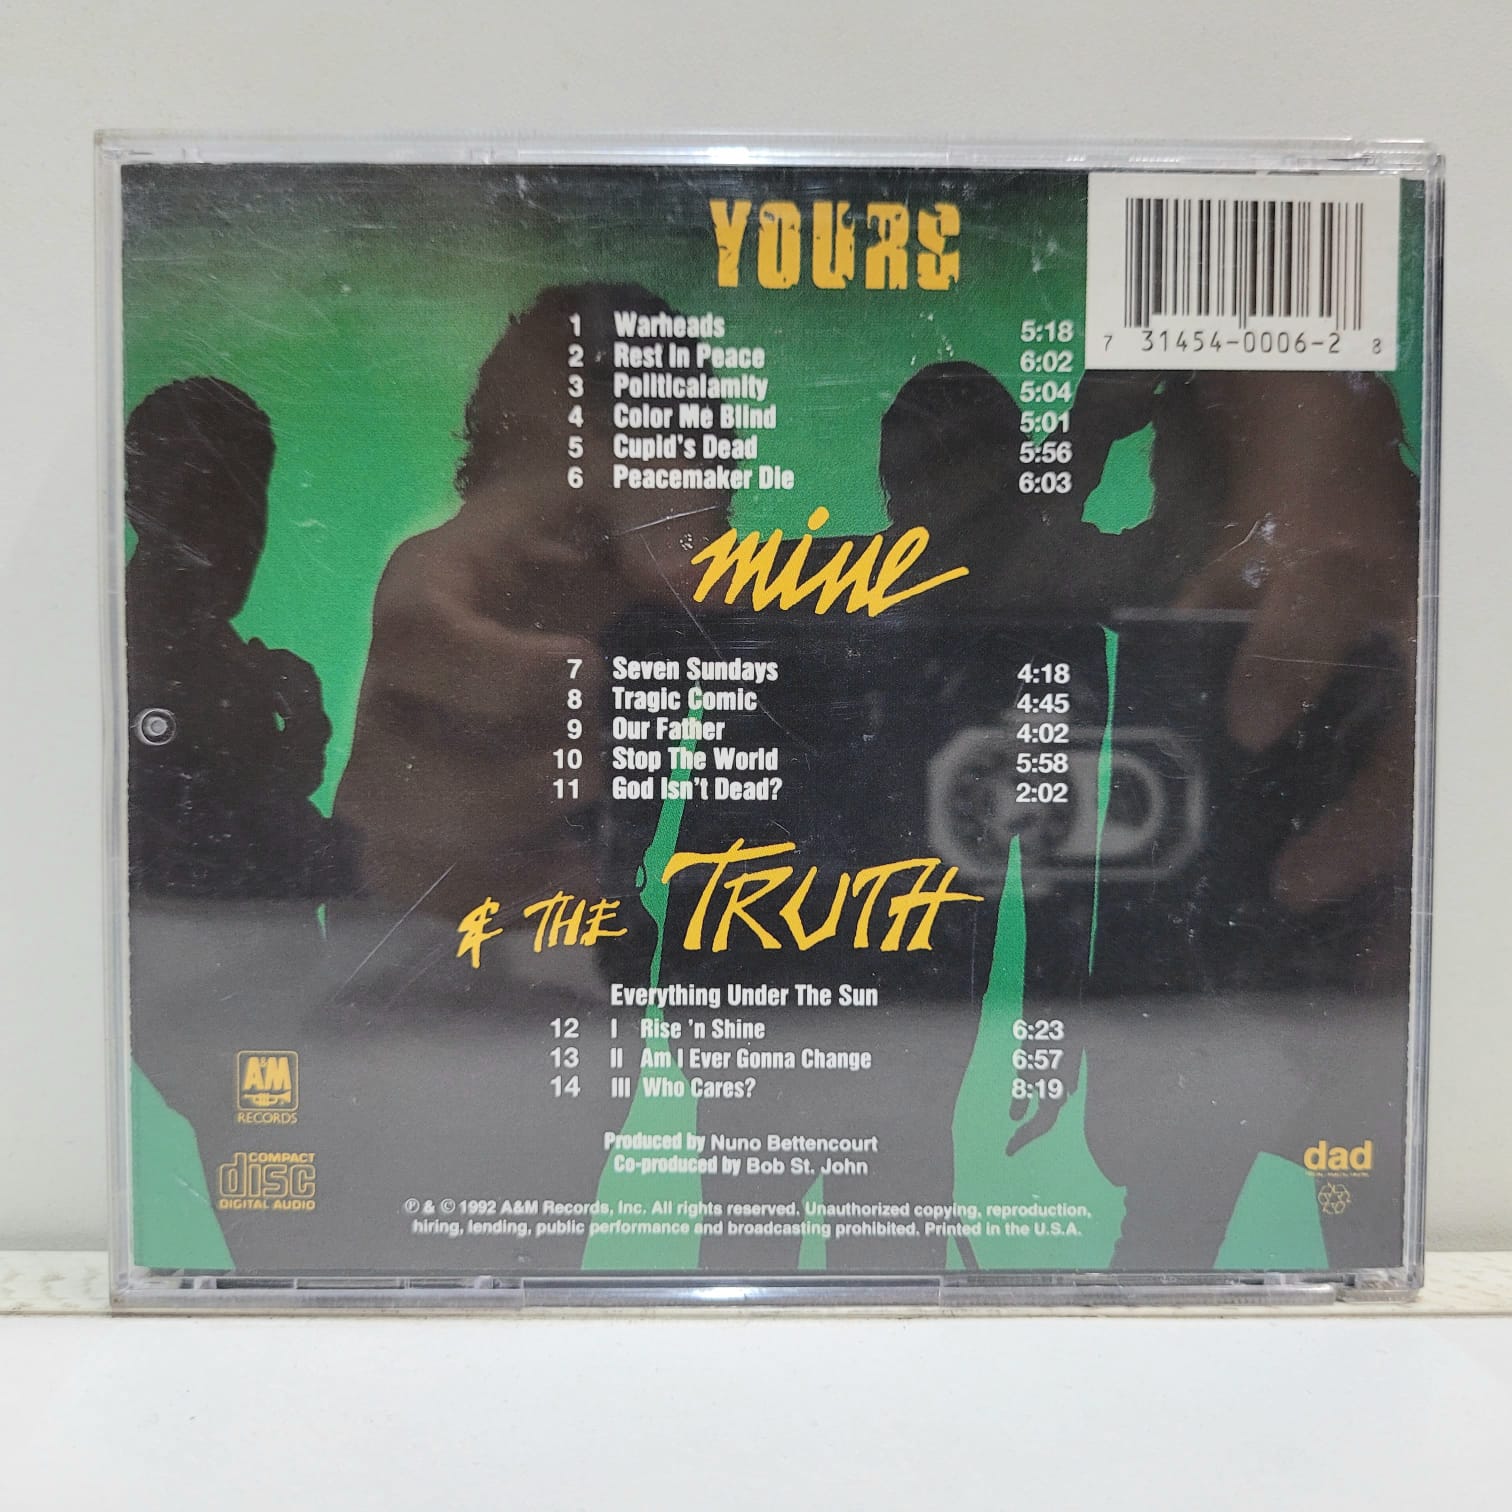 YOURS
1 Warheads 5:18
2 Rest In Peace 6:02
3 Politicalamity 5:04
4 Color Me Blind 5:01
5 Cupid's Dead 5:56
6 Peacemaker Die 6:03
7 31454-0006-2 8
mine
7 Seven Sundays 4:18
8 Tragic Comic 4:45
9 Our Father 4:02
10 Stop The World 5:58
11 God Isn't Dead? 2:02
& THE TRUTH
Everything Under The Sun
12 I Rise 'n Shine 6:23
13 II Am I Ever Gonna Change 6:57
14 III Who Cares? 8:19
A&M
RECORDS
Produced by Nuno Bettencourt
Co-produced by Bob St. John
COMPACT
disc
DIGITAL AUDIO
dad
℗ & © 1992 A&M Records, Inc. All rights reserved. Unauthorized copying, reproduction,
hiring, lending, public performance and broadcasting prohibited. Printed in the U.S.A.